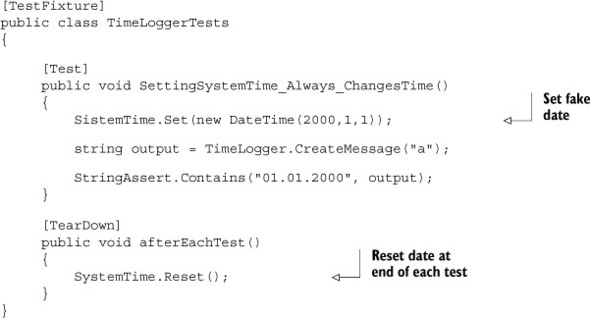 [TestFixture]
public class TimeLoggerTests
{
[Test]
public void SettingSystemTime_Always_ChangesTime()
{
SistemTime.Set(new DateTime(2000,1,1));
Set fake
date
string output = TimeLogger.CreateMessage("a");
StringAssert.Contains("01.01.2000", output);
}
[TearDown]
public void afterEachTest()
{
SystemTime.Reset();
Reset date at
end of each test
}
}